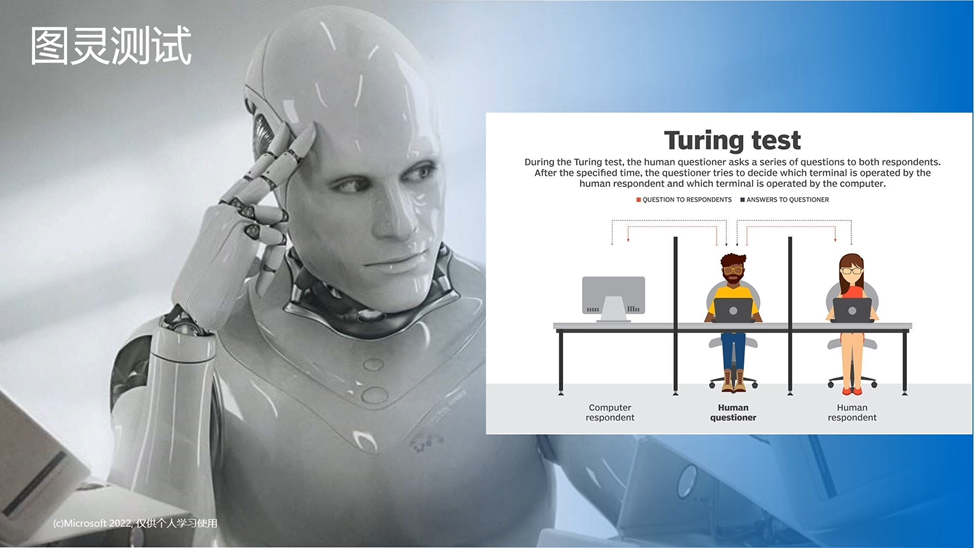 图灵测试
Turing test
During the Turing test, the human questioner asks a series of questions to both respondents.
After the specified time, the questioner tries to decide which terminal is operated by the
human respondent and which terminal is operated by the computer.
QUESTION TO RESPONDENTS ANSWERS TO QUESTIONER
Computer
respondent
Human
questioner
Human
respondent
(c)Microsoft 2022, 仅供个人学习使用